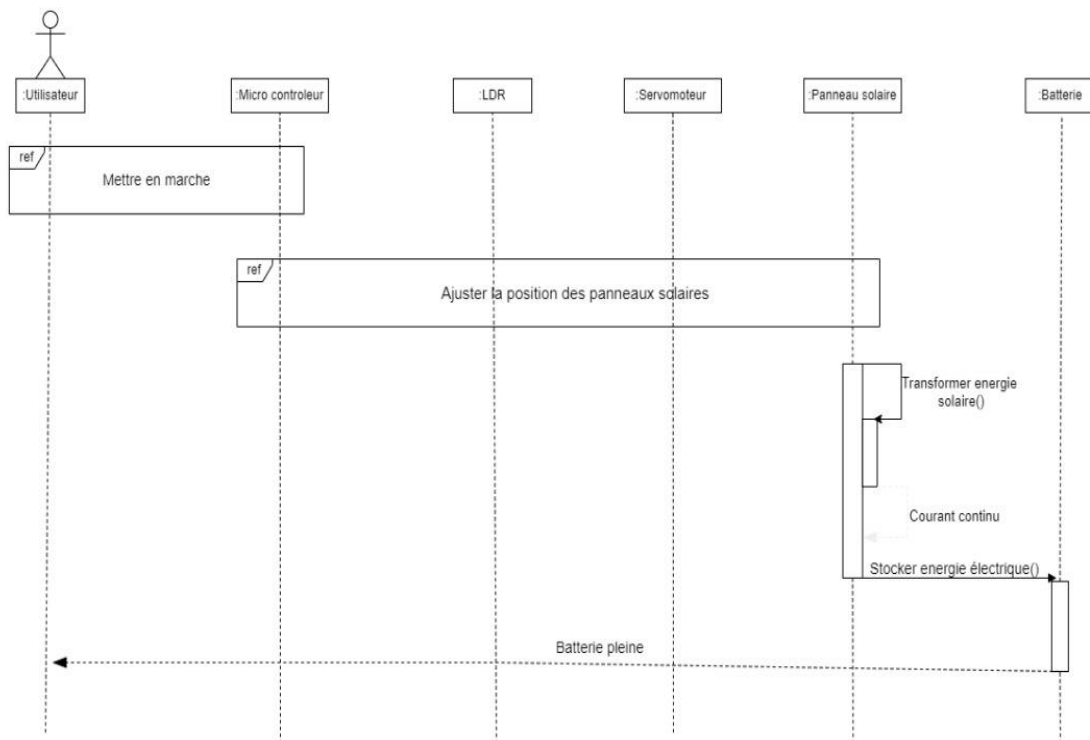 :Utilisateur
:Micro controleur
:LDR
:Servomoteur
:Panneau solaire
:Batterie
ref
Mettre en marche
ref
Ajuster la position des panneaux solaires
Transformer energie
solaire()
Courant continu
Stocker energie électrique()
Batterie pleine